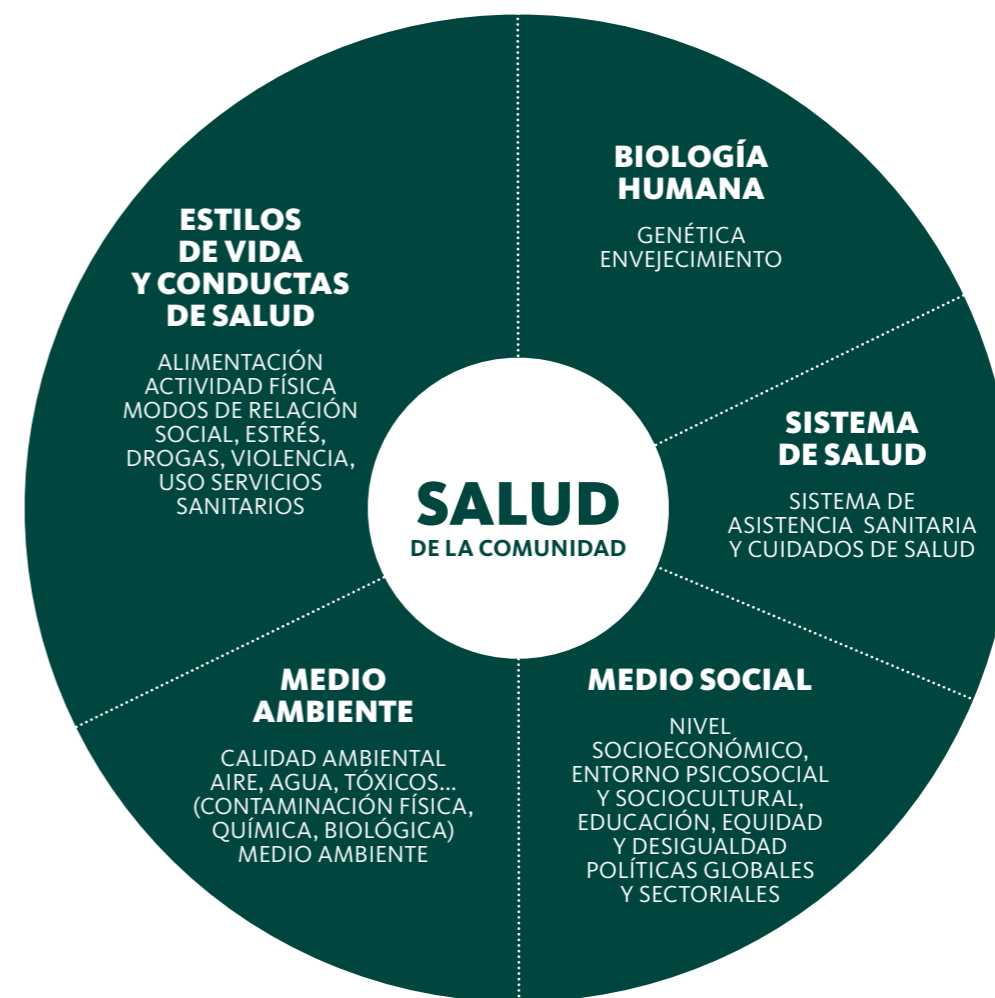 BIOLOGÍA
HUMANA
GENÉTICA
ENVEJECIMIENTO
ESTILOS
DE VIDA
Y CONDUCTAS
DE SALUD
ALIMENTACIÓN
ACTIVIDAD FÍSICA
MODOS DE RELACIÓN
SOCIAL, ESTRÉS,
DROGAS, VIOLENCIA,
USO SERVICIOS
SANITARIOS
SISTEMA
DE SALUD
SISTEMA DE
ASISTENCIA SANITARIA
Y CUIDADOS DE SALUD
SALUD
DE LA COMUNIDAD
MEDIO
AMBIENTE
CALIDAD AMBIENTAL
AIRE, AGUA, TÓXICOS...
(CONTAMINACIÓN FÍSICA,
QUÍMICA, BIOLÓGICA)
MEDIO AMBIENTE
MEDIO SOCIAL
NIVEL
SOCIOECONÓMICO,
ENTORNO PSICOSOCIAL
Y SOCIOCULTURAL,
EDUCACIÓN, EQUIDAD
Y DESIGUALDAD
POLÍTICAS GLOBALES
Y SECTORIALES